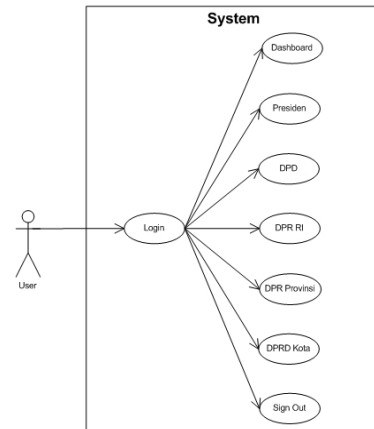 System
Dashboard
Presiden
DPD
Login
DPR RI
User
DPR Provinsi
DPRD Kota
Sign Out